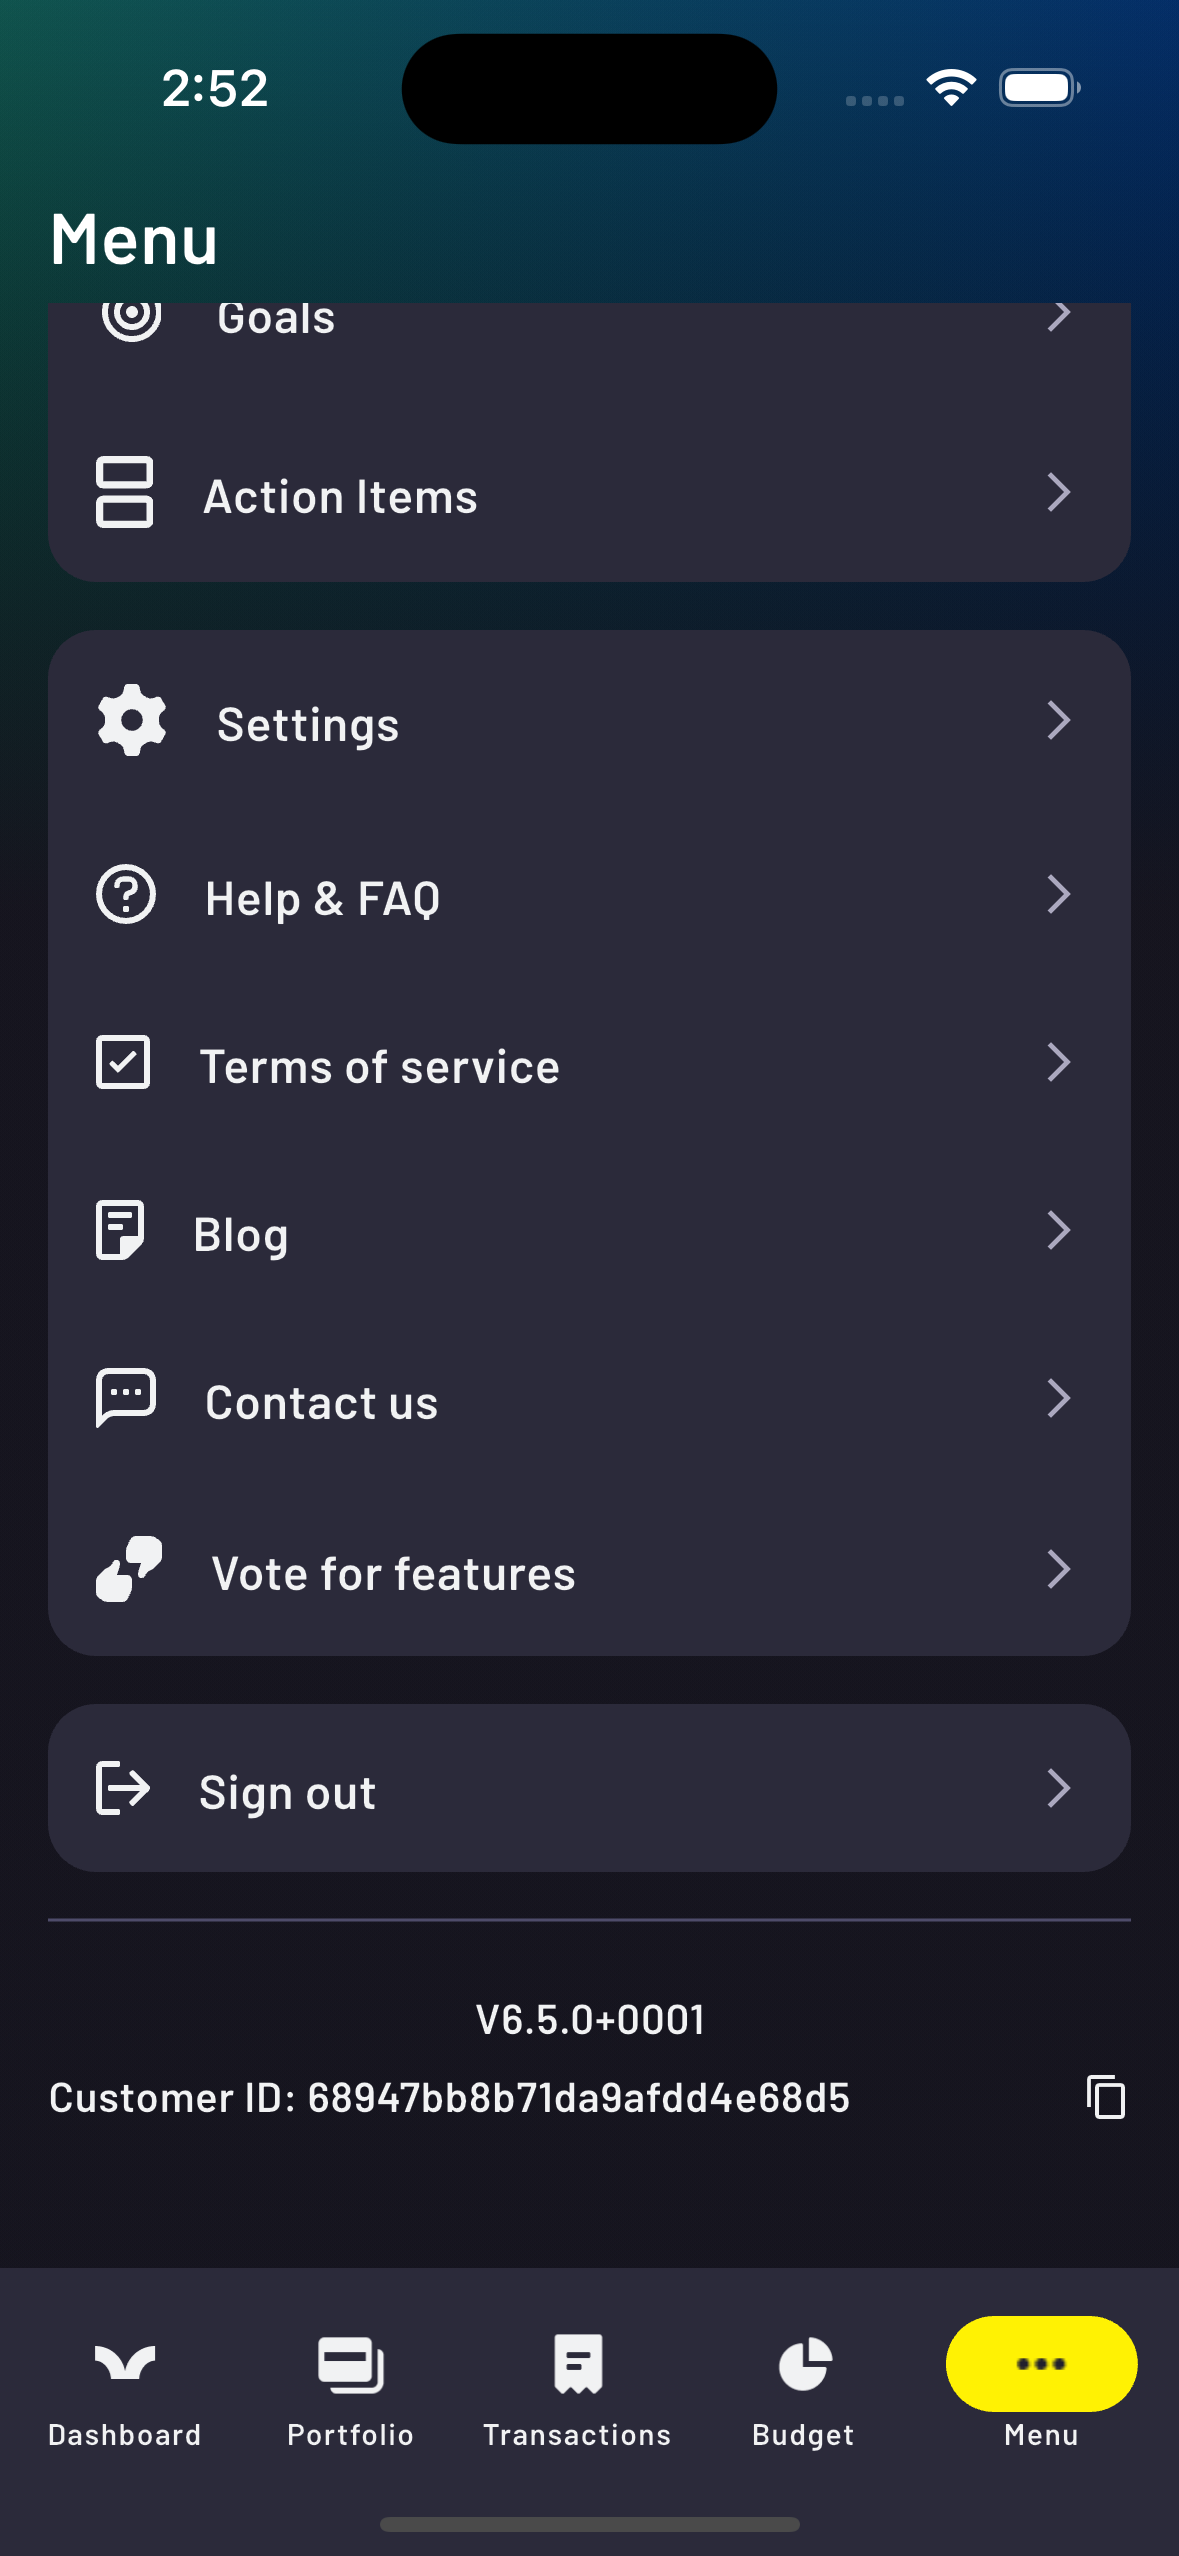 2:52
Menu
Goals
Action Items
Settings
Help & FAQ
Terms of service
Blog
Contact us
Vote for features
Sign out
V6.5.0+0001
Customer ID: 68947bb8b71da9afdd4e68d5
Dashboard
Portfolio
Transactions
Budget
Menu